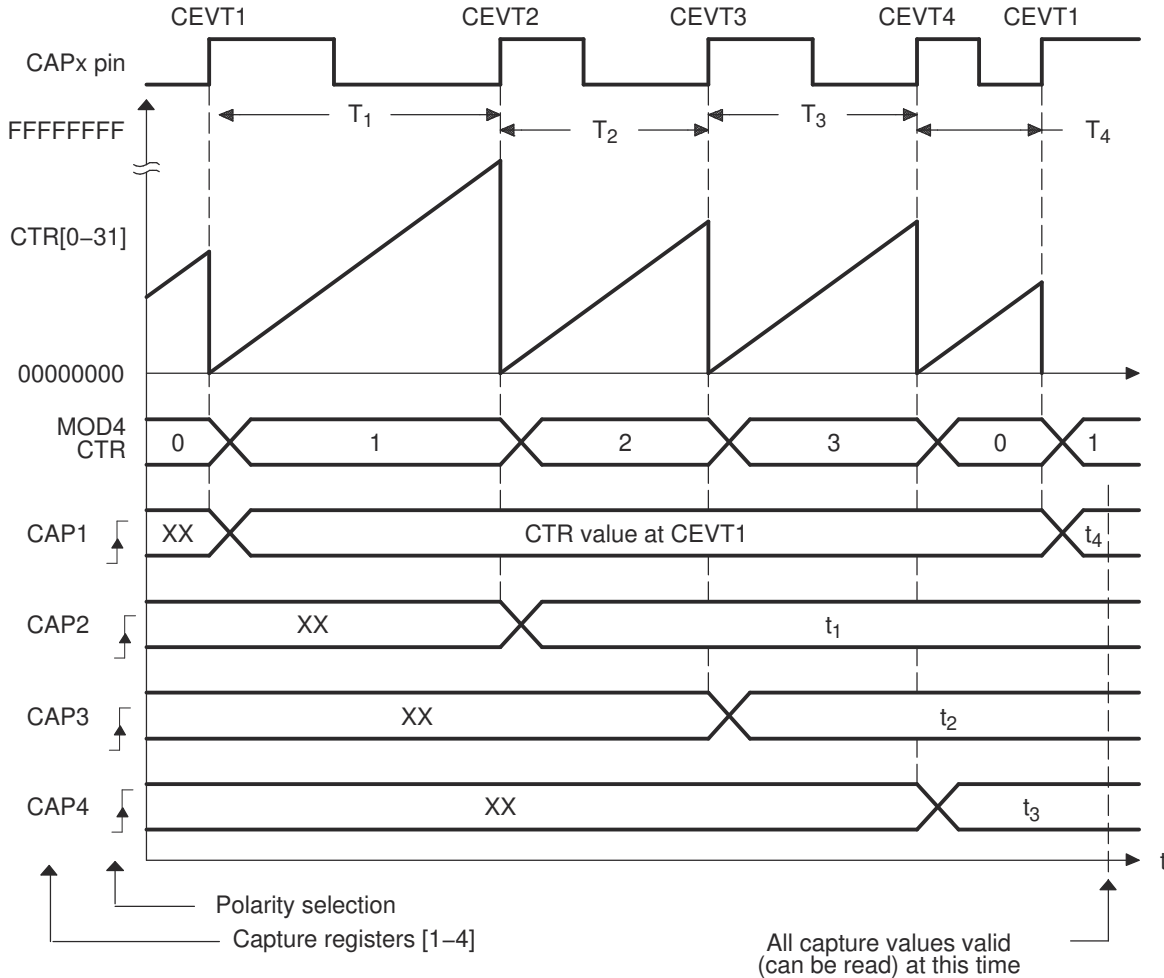 CEVT1 CEVT2 CEVT3 CEVT4 CEVT1
CAPx pin
T1 T3
FFFFFFFF
T2 T4
CTR[0−31]
00000000
MOD4
CTR
0 1 2 3 0 1
CAP1 XX CTR value at CEVT1 t4
CAP2 XX t1
CAP3 XX t2
CAP4 XX t3
t
Polarity selection
Capture registers [1−4]
All capture values valid
(can be read) at this time